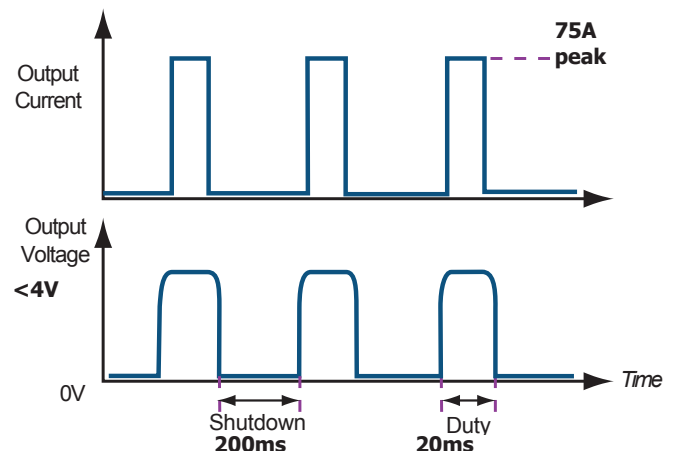 75A
peak
Output
Current
Output
Voltage
<4V
0V
Time
Shutdown
200ms
Duty
20ms